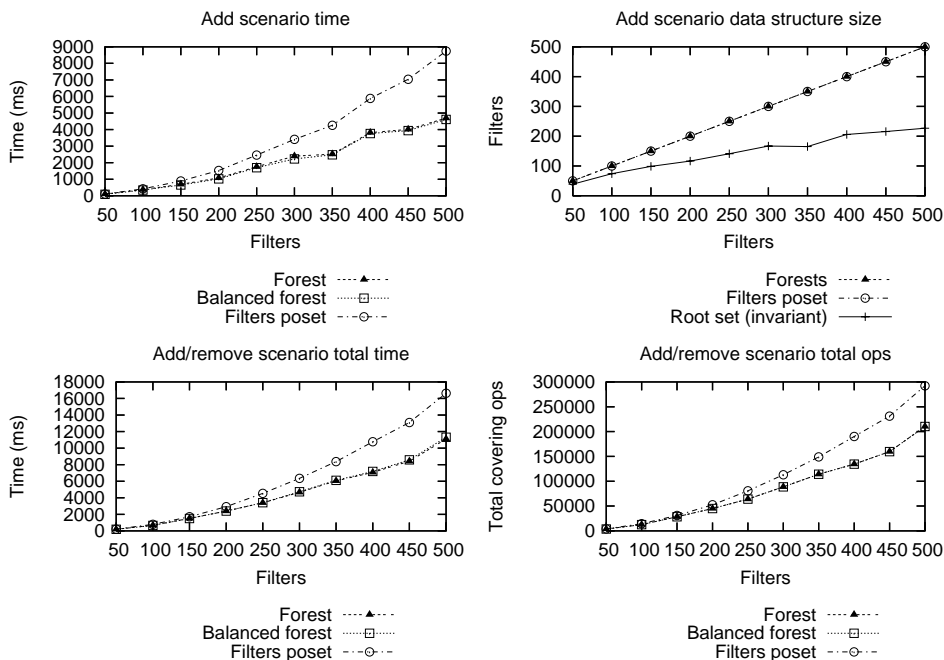 Add scenario time
Time (ms)
9000
8000
7000
6000
5000
4000
3000
2000
1000
0
50 100 150 200 250 300 350 400 450 500
Filters
Forest
Balanced forest
Filters poset
Add scenario data structure size
Filters
500
400
300
200
100
0
50 100 150 200 250 300 350 400 450 500
Filters
Forests
Filters poset
Root set (invariant)
Add/remove scenario total time
Time (ms)
18000
16000
14000
12000
10000
8000
6000
4000
2000
0
50 100 150 200 250 300 350 400 450 500
Filters
Forest
Balanced forest
Filters poset
Add/remove scenario total ops
Total covering ops
300000
250000
200000
150000
100000
50000
0
50 100 150 200 250 300 350 400 450 500
Filters
Forest
Balanced forest
Filters poset